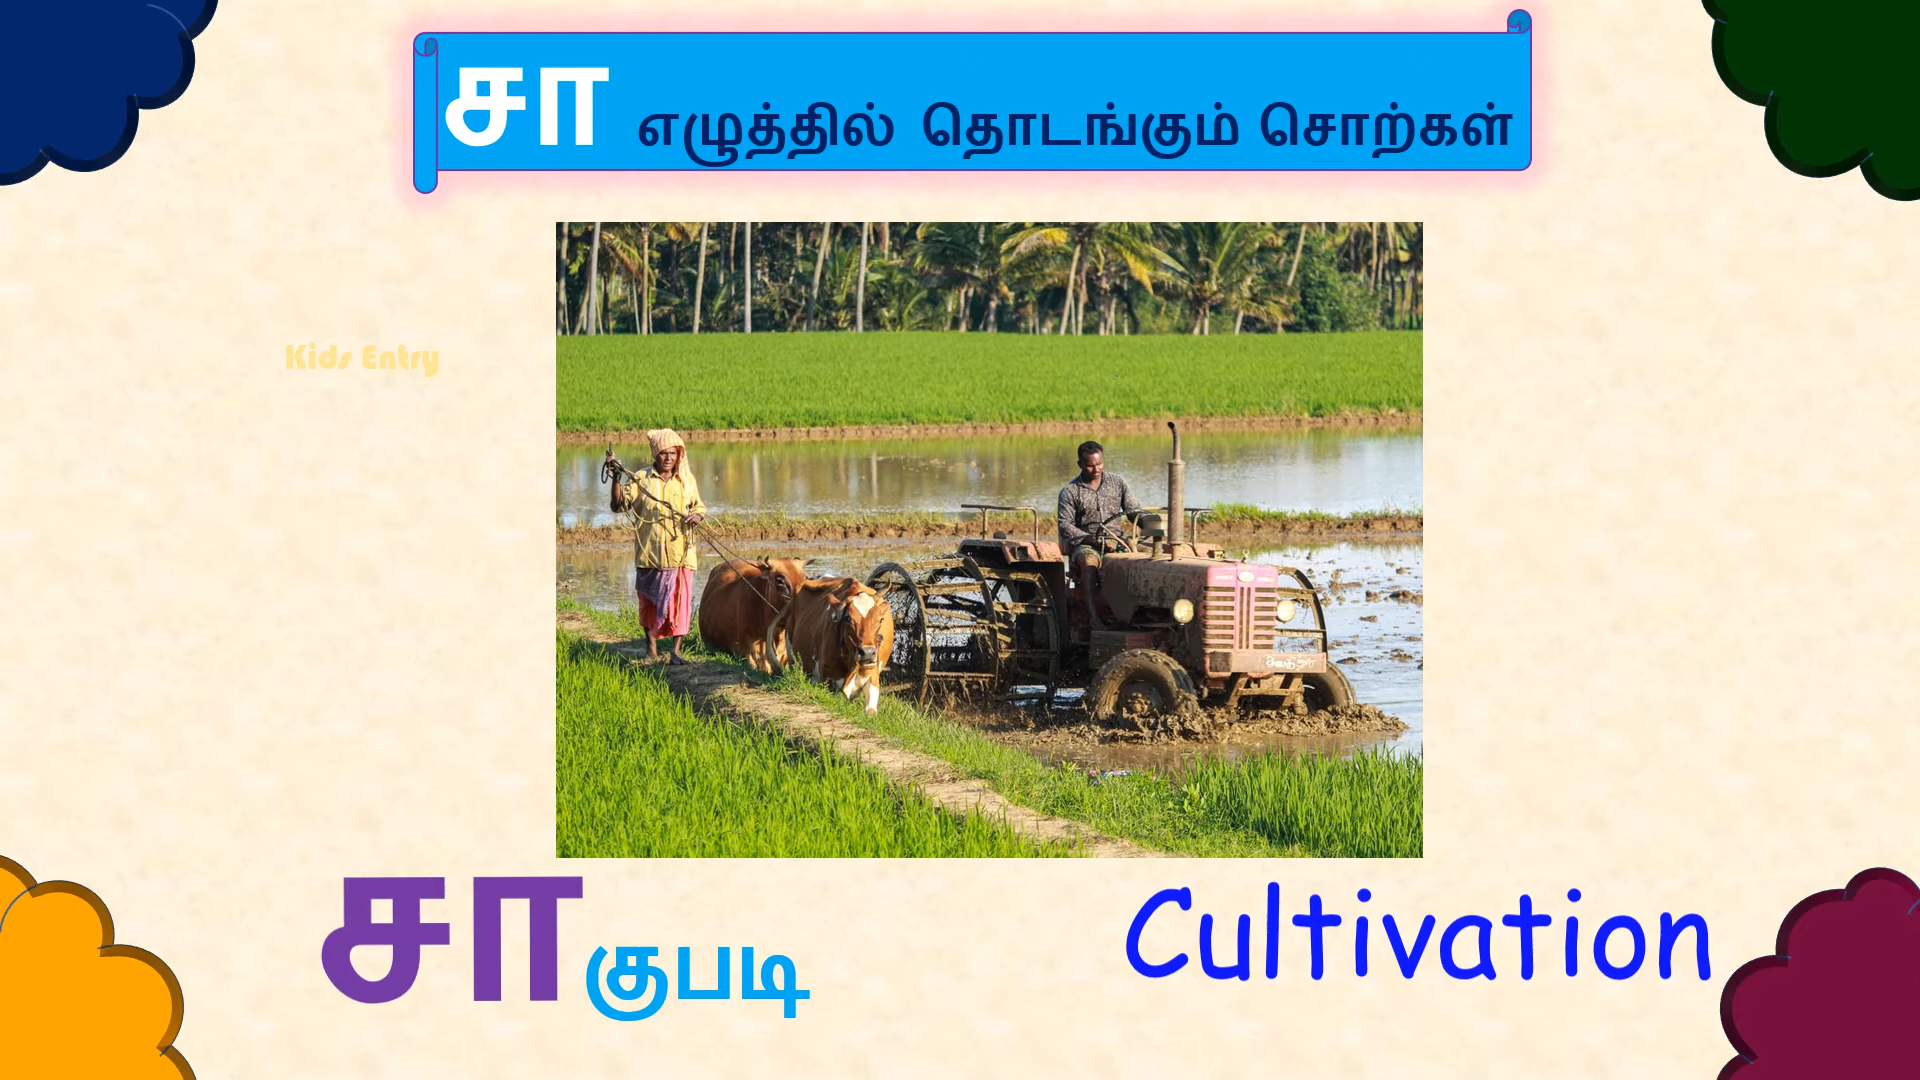 சா எழுத்தில் தொடங்கும் சொற்கள்
Kids Entry
சாகுபடி
Cultivation